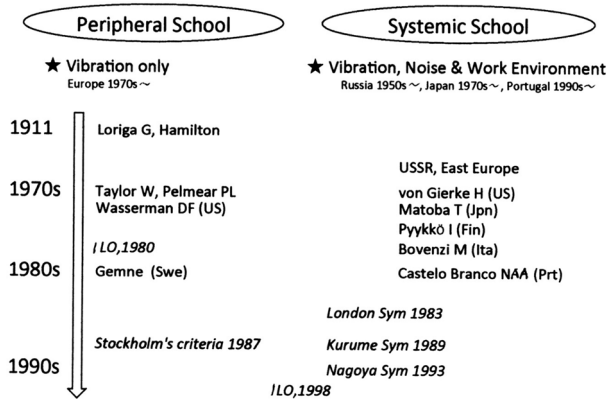 Peripheral School
Systemic School
★ Vibration only
Europe 1970s～
★ Vibration, Noise & Work Environment
Russia 1950s～, Japan 1970s～, Portugal 1990s～
1911
Loriga G, Hamilton
USSR, East Europe
1970s
Taylor W, Pelmear PL
von Gierke H (US)
Wasserman DF (US)
Matoba T (Jpn)
Pyykkö I (Fin)
ILO,1980
Bovenzi M (Ita)
1980s
Gemne (Swe)
Castelo Branco NAA (Prt)
London Sym 1983
Stockholm's criteria 1987
Kurume Sym 1989
1990s
Nagoya Sym 1993
ILO,1998